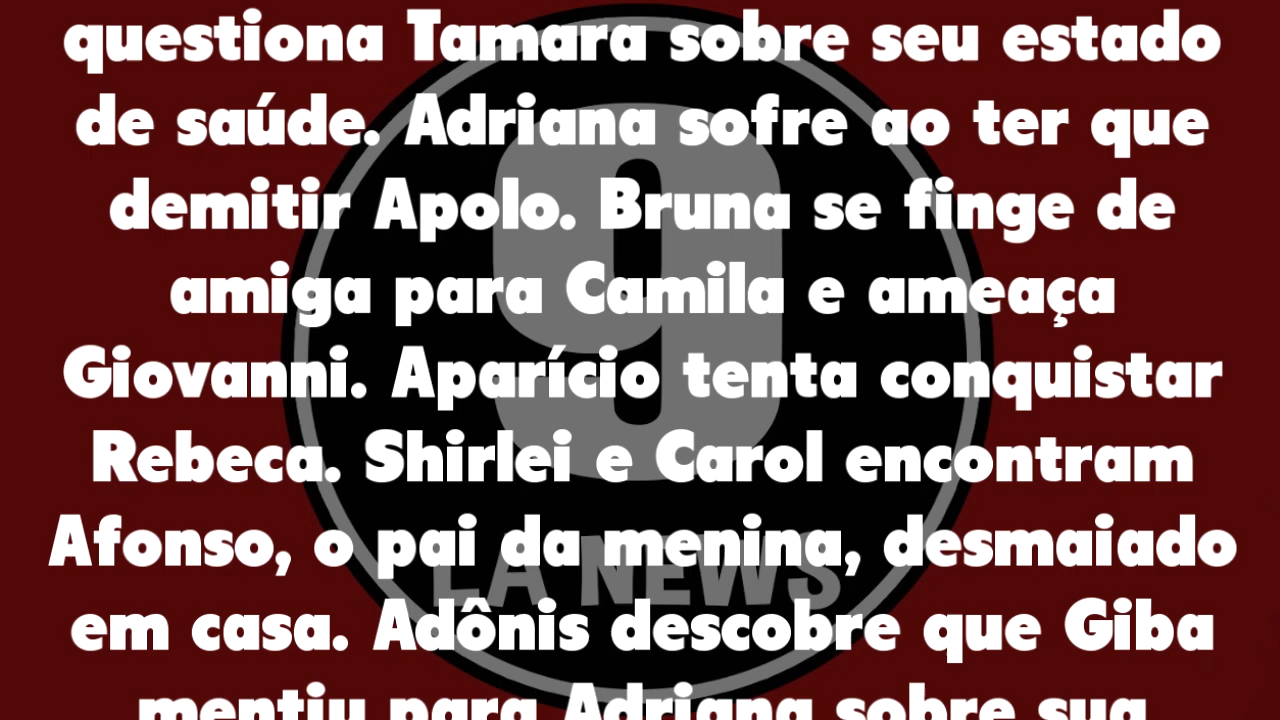 questiona Tamara sobre seu estado
de saúde. Adriana sofre ao ter que
demitir Apolo. Bruna se finge de
amiga para Camila e ameaça
Giovanni. Aparício tenta conquistar
Rebeca. Shirlei e Carol encontram
Afonso, o pai da menina, desmaiado
em casa. Adônis descobre que Giba
mentiu para Adriana sobre sua
9
LA NEWS